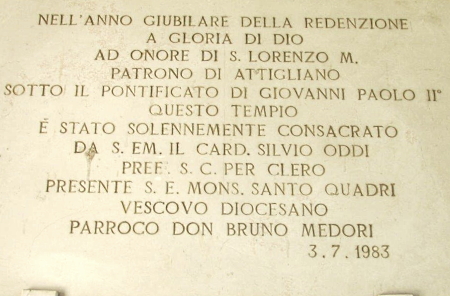 NELL'ANNO GIUBILARE DELLA REDENZIONE
A GLORIA DI DIO
AD ONORE DI S. LORENZO M.
PATRONO DI ATTIGLIANO
SOTTO IL PONTIFICATO DI GIOVANNI PAOLO II°
QUESTO TEMPIO
È STATO SOLENNEMENTE CONSACRATO
DA S. EM. IL CARD. SILVIO ODDI
PREF. S. C. PER CLERO
PRESENTE S. E. MONS. SANTO QUADRI
VESCOVO DIOCESANO
PARROCO DON BRUNO MEDORI
3.7.1983